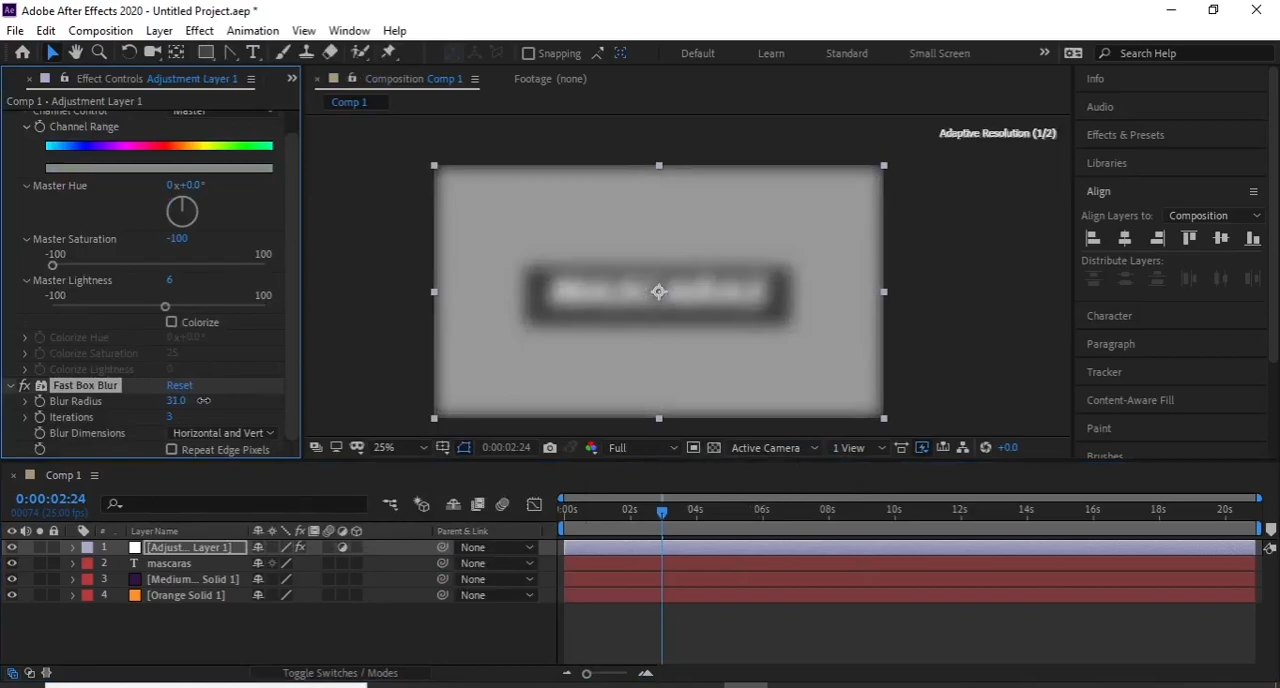 Adobe After Effects 2020 - Untitled Project.aep *
File Edit Composition Layer Effect Animation View Window Help
Snapping Default Learn Standard Small Screen Search Help
Effect Controls Adjustment Layer 1
Composition Comp 1
Footage (none)
Comp 1 • Adjustment Layer 1
Comp 1
Channel Control Master
Channel Range
Master Hue 0x+0.0°
Master Saturation -100
-100 100
Master Lightness 6
-100 100
Colorize
Colorize Hue 0x+0.0°
Colorize Saturation 25
Colorize Lightness 0
fx Fast Box Blur Reset
Blur Radius 31.0
Iterations 3
Blur Dimensions Horizontal and Vert
Repeat Edge Pixels
Adaptive Resolution (1/2)
25% 0:00:02:24 Full Active Camera 1 View +0.0
Info
Audio
Effects & Presets
Libraries
Align
Align Layers to: Composition
Distribute Layers:
Character
Paragraph
Tracker
Content-Aware Fill
Paint
Brushes
Comp 1
0:00:02:24
00074 (25.00 fps)
:00s 02s 04s 06s 08s 10s 12s 14s 16s 18s 20s
# Layer Name fx Parent & Link
1 [Adjust... Layer 1] fx None
2 T mascaras None
3 [Medium... Solid 1] None
4 [Orange Solid 1] None
Toggle Switches / Modes